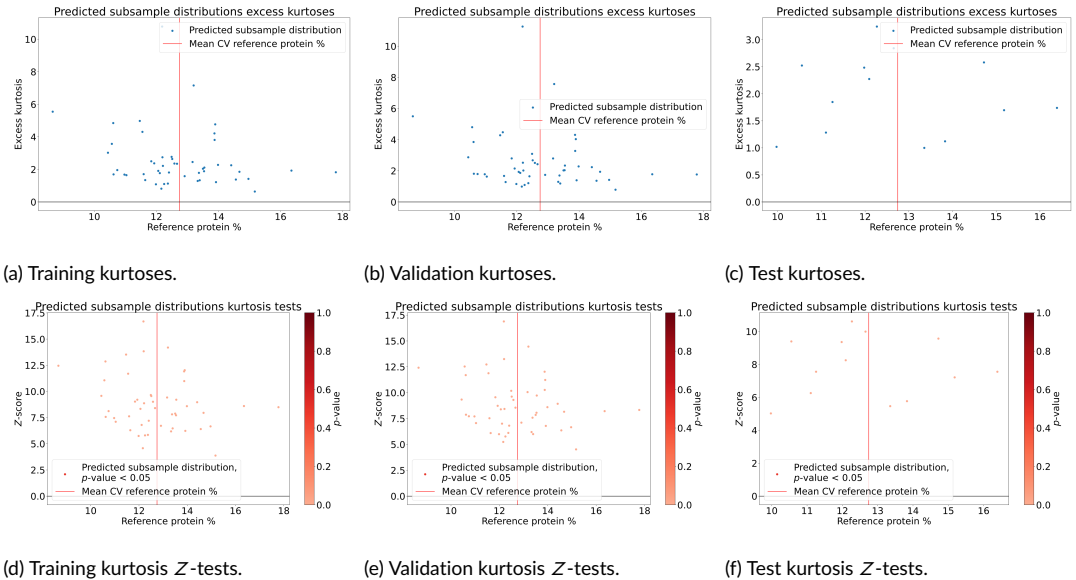 Predicted subsample distributions excess kurtoses
Excess kurtosis
10
8
6
4
2
0
Predicted subsample distribution
Mean CV reference protein %
10 12 14 16 18
Reference protein %
(a) Training kurtoses.
Predicted subsample distributions excess kurtoses
Excess kurtosis
10
8
6
4
2
0
Predicted subsample distribution
Mean CV reference protein %
10 12 14 16 18
Reference protein %
(b) Validation kurtoses.
Predicted subsample distributions excess kurtoses
Excess kurtosis
3.0
2.5
2.0
1.5
1.0
0.5
0.0
Predicted subsample distribution
Mean CV reference protein %
10 11 12 13 14 15 16
Reference protein %
(c) Test kurtoses.
Predicted subsample distributions kurtosis tests
Z-score
17.5
15.0
12.5
10.0
7.5
5.0
2.5
0.0
Predicted subsample distribution,
p-value < 0.05
Mean CV reference protein %
10 12 14 16 18
Reference protein %
1.0
0.8
0.6
0.4
0.2
0.0
p-value
(d) Training kurtosis Z-tests.
Predicted subsample distributions kurtosis tests
Z-score
17.5
15.0
12.5
10.0
7.5
5.0
2.5
0.0
Predicted subsample distribution,
p-value < 0.05
Mean CV reference protein %
10 12 14 16 18
Reference protein %
1.0
0.8
0.6
0.4
0.2
0.0
p-value
(e) Validation kurtosis Z-tests.
Predicted subsample distributions kurtosis tests
Z-score
10
8
6
4
2
0
Predicted subsample distribution,
p-value < 0.05
Mean CV reference protein %
10 11 12 13 14 15 16
Reference protein %
1.0
0.8
0.6
0.4
0.2
0.0
p-value
(f) Test kurtosis Z-tests.